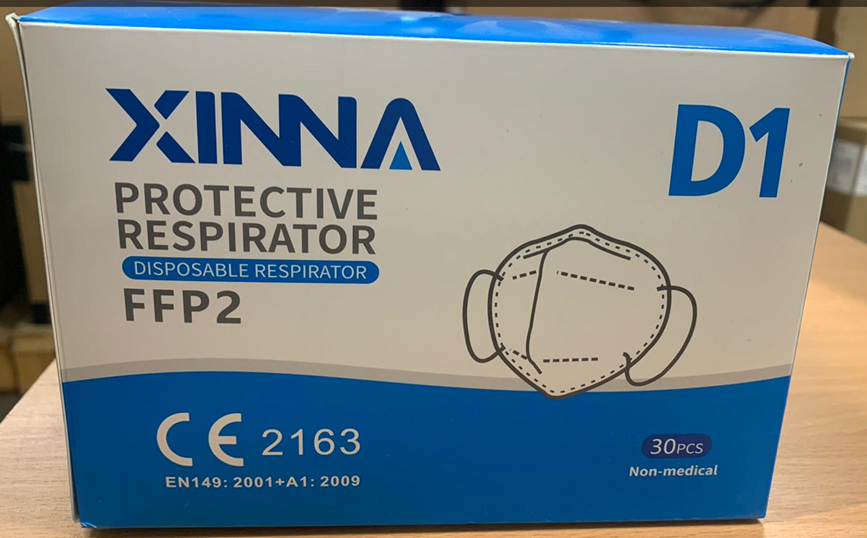 XINNA
D1
PROTECTIVE
RESPIRATOR
DISPOSABLE RESPIRATOR
FFP2
CE 2163
EN149: 2001+A1: 2009
30PCS
Non-medical